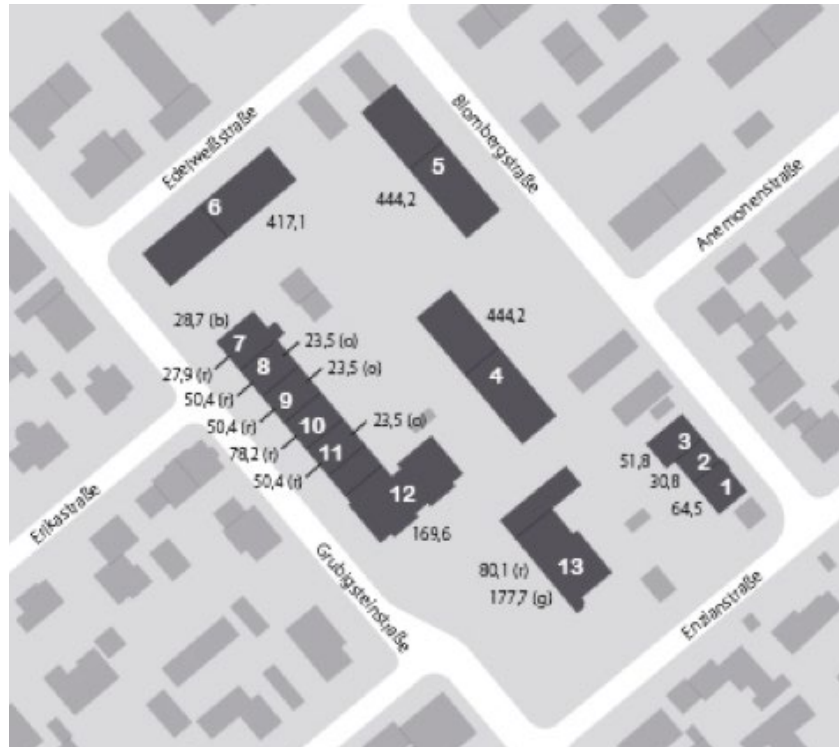 Edelweißstraße
Blombergstraße
5
444,2
6
417,1
Anemonenstraße
28,7 (b)
7
444,2
23,5 (o)
8
27,9 (r)
23,5 (o)
4
50,4 (r)
9
50,4 (r)
10
23,5 (o)
78,2 (r)
11
50,4 (r)
3
51,8
2
30,8
1
64,5
12
169,6
Erikastraße
Grubigsteinstraße
80,1 (r)
13
177,7 (g)
Enzianstraße